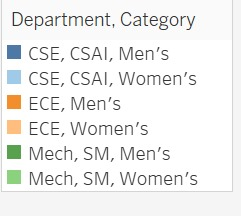 Department, Category
CSE, CSAI, Men's
CSE, CSAI, Women's
ECE, Men's
ECE, Women's
Mech, SM, Men's
Mech, SM, Women's